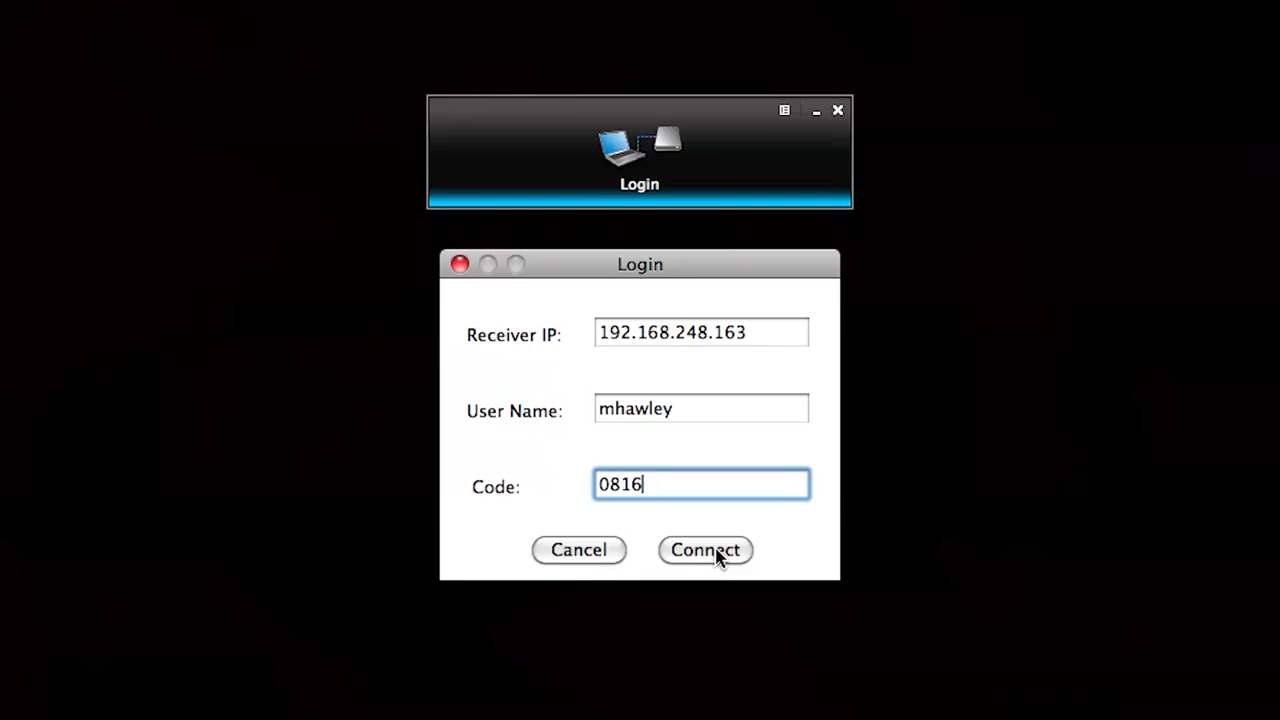 Login
Login
Receiver IP: 192.168.248.163
User Name: mhawley
Code: 0816
Cancel Connect